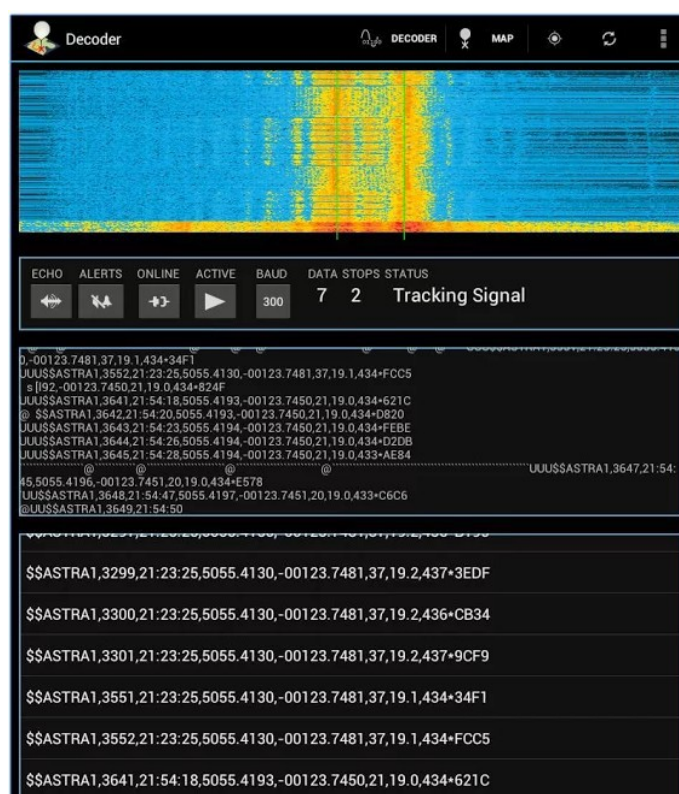 Decoder
DECODER
MAP
ECHO ALERTS ONLINE ACTIVE BAUD DATA STOPS STATUS
300 7 2 Tracking Signal
0,-00123.7481,37,19.1,434*34F1
UUU$$ASTRA1,3552,21:23:25,5055.4130,-00123.7481,37,19.1,434*FCC5
s[I92,-00123.7450,21,19.0,434*824F
UUU$$ASTRA1,3641,21:54:18,5055.4193,-00123.7450,21,19.0,434*621C
@ $$ASTRA1,3642,21:54:20,5055.4193,-00123.7450,21,19.0,434*D820
UUU$$ASTRA1,3643,21:54:23,5055.4194,-00123.7450,21,19.0,434*FEBE
UUU$$ASTRA1,3644,21:54:26,5055.4194,-00123.7450,21,19.0,434*D2DB
UUU$$ASTRA1,3645,21:54:28,5055.4194,-00123.7450,21,19.0,433*AE84
@ @ @ @ UUU$$ASTRA1,3647,21:54:
45,5055.4196,-00123.7451,20,19.0,434*E578
UU$$ASTRA1,3648,21:54:47,5055.4197,-00123.7451,20,19.0,433*C6C6
@UU$$ASTRA1,3649,21:54:50
$$ASTRA1,3299,21:23:25,5055.4130,-00123.7481,37,19.2,437*3EDF
$$ASTRA1,3300,21:23:25,5055.4130,-00123.7481,37,19.2,436*CB34
$$ASTRA1,3301,21:23:25,5055.4130,-00123.7481,37,19.2,437*9CF9
$$ASTRA1,3551,21:23:25,5055.4130,-00123.7481,37,19.1,434*34F1
$$ASTRA1,3552,21:23:25,5055.4130,-00123.7481,37,19.1,434*FCC5
$$ASTRA1,3641,21:54:18,5055.4193,-00123.7450,21,19.0,434*621C